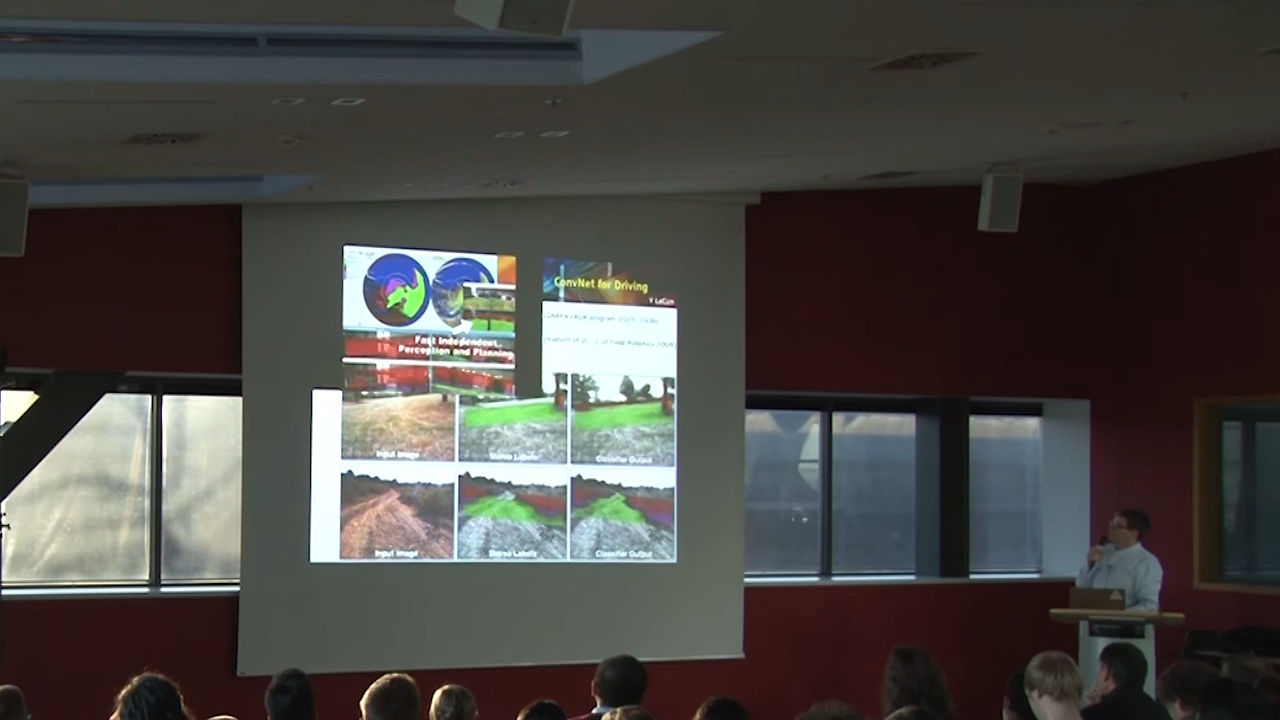 Fast Independent
Perception and Planning
ConvNet for Driving
Y LeCun
Input Image
Stereo Labels
Classifier Output
Input Image
Stereo Labels
Classifier Output